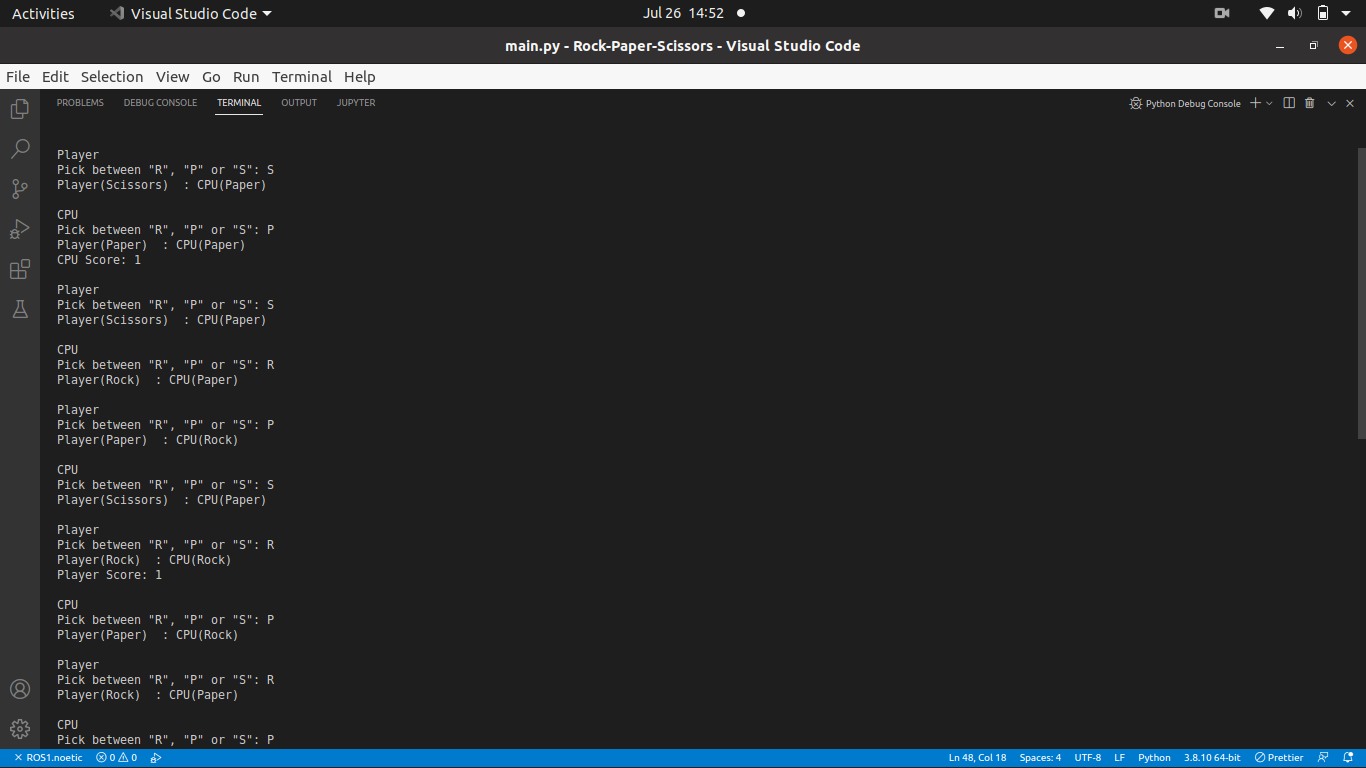 Activities Visual Studio Code Jul 26 14:52
main.py - Rock-Paper-Scissors - Visual Studio Code
File Edit Selection View Go Run Terminal Help
PROBLEMS DEBUG CONSOLE TERMINAL OUTPUT JUPYTER Python Debug Console
Player
Pick between "R", "P" or "S": S
Player(Scissors)  : CPU(Paper)
CPU
Pick between "R", "P" or "S": P
Player(Paper)  : CPU(Paper)
CPU Score: 1
Player
Pick between "R", "P" or "S": S
Player(Scissors)  : CPU(Paper)
CPU
Pick between "R", "P" or "S": R
Player(Rock)  : CPU(Paper)
Player
Pick between "R", "P" or "S": P
Player(Paper)  : CPU(Rock)
CPU
Pick between "R", "P" or "S": S
Player(Scissors)  : CPU(Paper)
Player
Pick between "R", "P" or "S": R
Player(Rock)  : CPU(Rock)
Player Score: 1
CPU
Pick between "R", "P" or "S": P
Player(Paper)  : CPU(Rock)
Player
Pick between "R", "P" or "S": R
Player(Rock)  : CPU(Paper)
CPU
Pick between "R", "P" or "S": P
ROS1.noetic 0 0 Ln 48, Col 18 Spaces: 4 UTF-8 LF Python 3.8.10 64-bit Prettier